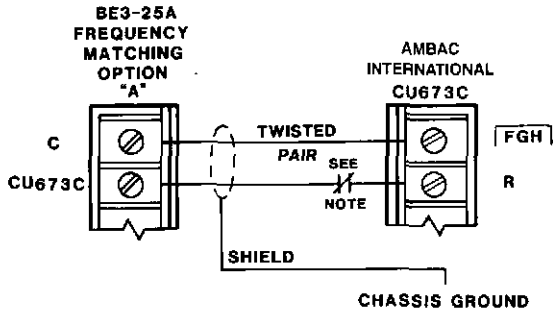 BE3-25A
FREQUENCY
MATCHING
OPTION
"A"
AMBAC
INTERNATIONAL
CU673C
C
TWISTED
PAIR
FGH
CU673C
SEE
NOTE
R
SHIELD
CHASSIS GROUND